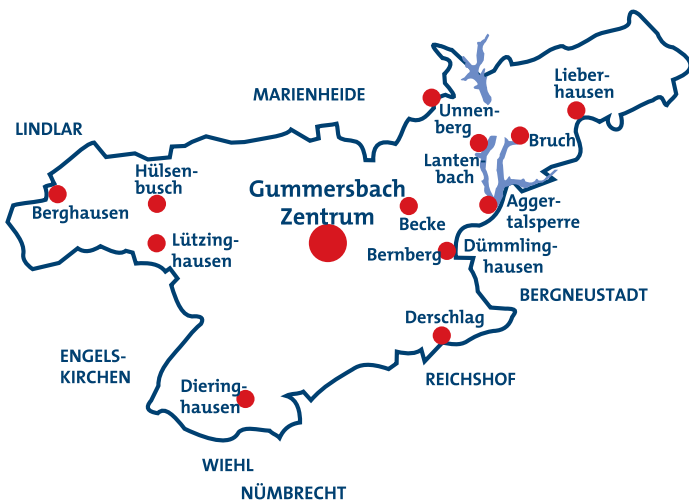 Lieber-
hausen
MARIENHEIDE
Unnen-
berg
LINDLAR
Bruch
Lanten-
bach
Hülsen-
busch
Gummersbach
Zentrum
Berghausen
Agger-
talsperre
Becke
Lützing-
hausen
Bernberg
Dümmling-
hausen
BERGNEUSTADT
Derschlag
ENGELS-
KIRCHEN
REICHSHOF
Diering-
hausen
WIEHL
NÜMBRECHT